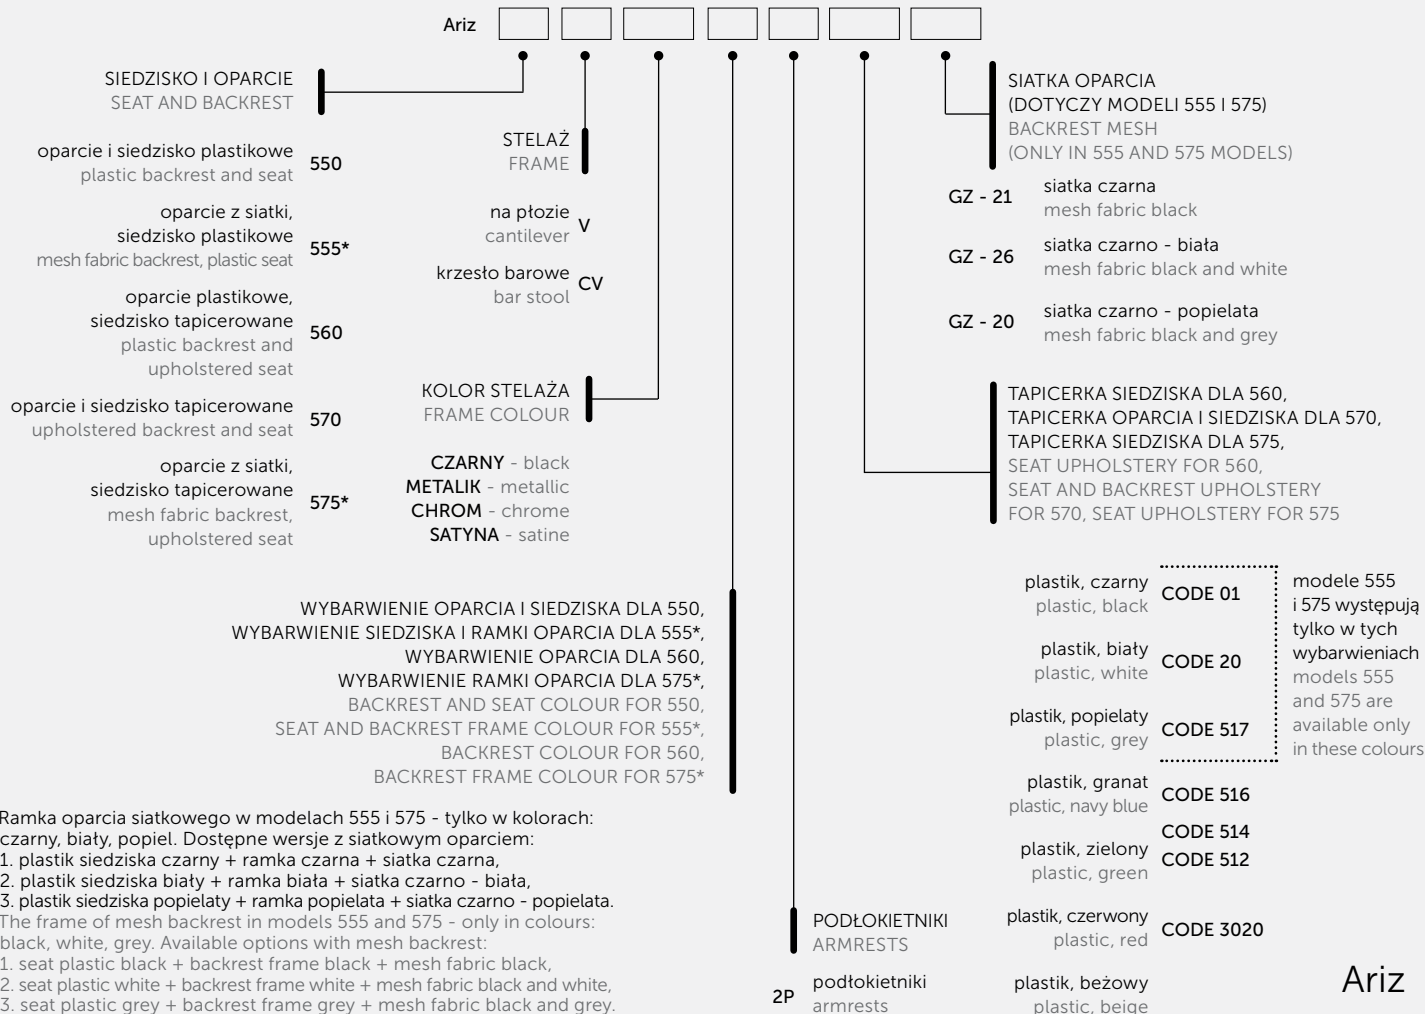 Ariz
SIEDZISKO I OPARCIE
SEAT AND BACKREST
oparcie i siedzisko plastikowe
plastic backrest and seat
550
oparcie z siatki,
siedzisko plastikowe
mesh fabric backrest, plastic seat
555*
oparcie plastikowe,
siedzisko tapicerowane
plastic backrest and
upholstered seat
560
oparcie i siedzisko tapicerowane
upholstered backrest and seat
570
oparcie z siatki,
siedzisko tapicerowane
mesh fabric backrest,
upholstered seat
575*
STELAŻ
FRAME
na płozie
cantilever
V
krzesło barowe
bar stool
CV
KOLOR STELAŻA
FRAME COLOUR
CZARNY - black
METALIK - metallic
CHROM - chrome
SATYNA - satine
WYBARWIENIE OPARCIA I SIEDZISKA DLA 550,
WYBARWIENIE SIEDZISKA I RAMKI OPARCIA DLA 555*,
WYBARWIENIE OPARCIA DLA 560,
WYBARWIENIE RAMKI OPARCIA DLA 575*,
BACKREST AND SEAT COLOUR FOR 550,
SEAT AND BACKREST FRAME COLOUR FOR 555*,
BACKREST COLOUR FOR 560,
BACKREST FRAME COLOUR FOR 575*
Ramka oparcia siatkowego w modelach 555 i 575 - tylko w kolorach:
czarny, biały, popiel. Dostępne wersje z siatkowym oparciem:
1. plastik siedziska czarny + ramka czarna + siatka czarna,
2. plastik siedziska biały + ramka biała + siatka czarno - biała,
3. plastik siedziska popielaty + ramka popielata + siatka czarno - popielata.
The frame of mesh backrest in models 555 and 575 - only in colours:
black, white, grey. Available options with mesh backrest:
1. seat plastic black + backrest frame black + mesh fabric black,
2. seat plastic white + backrest frame white + mesh fabric black and white,
3. seat plastic grey + backrest frame grey + mesh fabric black and grey.
PODŁOKIETNIKI
ARMRESTS
2P
podłokietniki
armrests
SIATKA OPARCIA
(DOTYCZY MODELI 555 I 575)
BACKREST MESH
(ONLY IN 555 AND 575 MODELS)
GZ - 21
siatka czarna
mesh fabric black
GZ - 26
siatka czarno - biała
mesh fabric black and white
GZ - 20
siatka czarno - popielata
mesh fabric black and grey
TAPICERKA SIEDZISKA DLA 560,
TAPICERKA OPARCIA I SIEDZISKA DLA 570,
TAPICERKA SIEDZISKA DLA 575,
SEAT UPHOLSTERY FOR 560,
SEAT AND BACKREST UPHOLSTERY
FOR 570, SEAT UPHOLSTERY FOR 575
plastik, czarny
plastic, black
CODE 01
plastik, biały
plastic, white
CODE 20
plastik, popielaty
plastic, grey
CODE 517
modele 555
i 575 występują
tylko w tych
wybarwieniach
models 555
and 575 are
available only
in these colours
plastik, granat
plastic, navy blue
CODE 516
CODE 514
plastik, zielony
plastic, green
CODE 512
plastik, czerwony
plastic, red
CODE 3020
plastik, beżowy
plastic, beige
Ariz